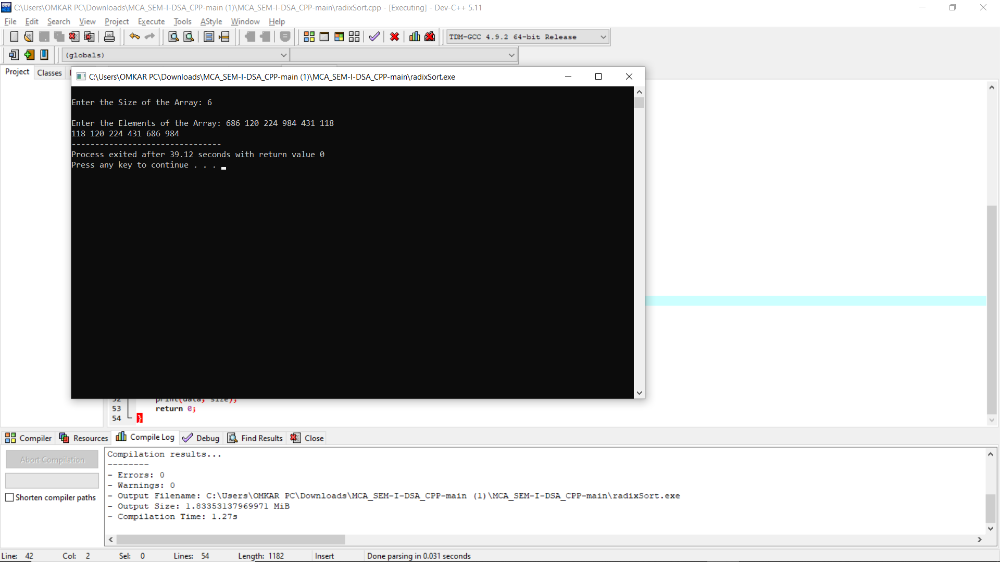 C:\Users\OMKAR PC\Downloads\MCA_SEM-I-DSA_CPP-main (1)\MCA_SEM-I-DSA_CPP-main\radixSort.cpp - [Executing] - Dev-C++ 5.11
File Edit Search View Project Execute Tools AStyle Window Help
TDM-GCC 4.9.2 64-bit Release
(globals)
Project Classes
C:\Users\OMKAR PC\Downloads\MCA_SEM-I-DSA_CPP-main (1)\MCA_SEM-I-DSA_CPP-main\radixSort.exe
Enter the Size of the Array: 6
Enter the Elements of the Array: 686 120 224 984 431 118
118 120 224 431 686 984
--------------------------------
Process exited after 39.12 seconds with return value 0
Press any key to continue . . .
52 print(data, size);
53 return 0;
54 }
Compiler Resources Compile Log Debug Find Results Close
Abort Compilation
Shorten compiler paths
Compilation results...
--------
- Errors: 0
- Warnings: 0
- Output Filename: C:\Users\OMKAR PC\Downloads\MCA_SEM-I-DSA_CPP-main (1)\MCA_SEM-I-DSA_CPP-main\radixSort.exe
- Output Size: 1.83353137969971 MiB
- Compilation Time: 1.27s
Line: 42 Col: 2 Sel: 0 Lines: 54 Length: 1182 Insert Done parsing in 0.031 seconds